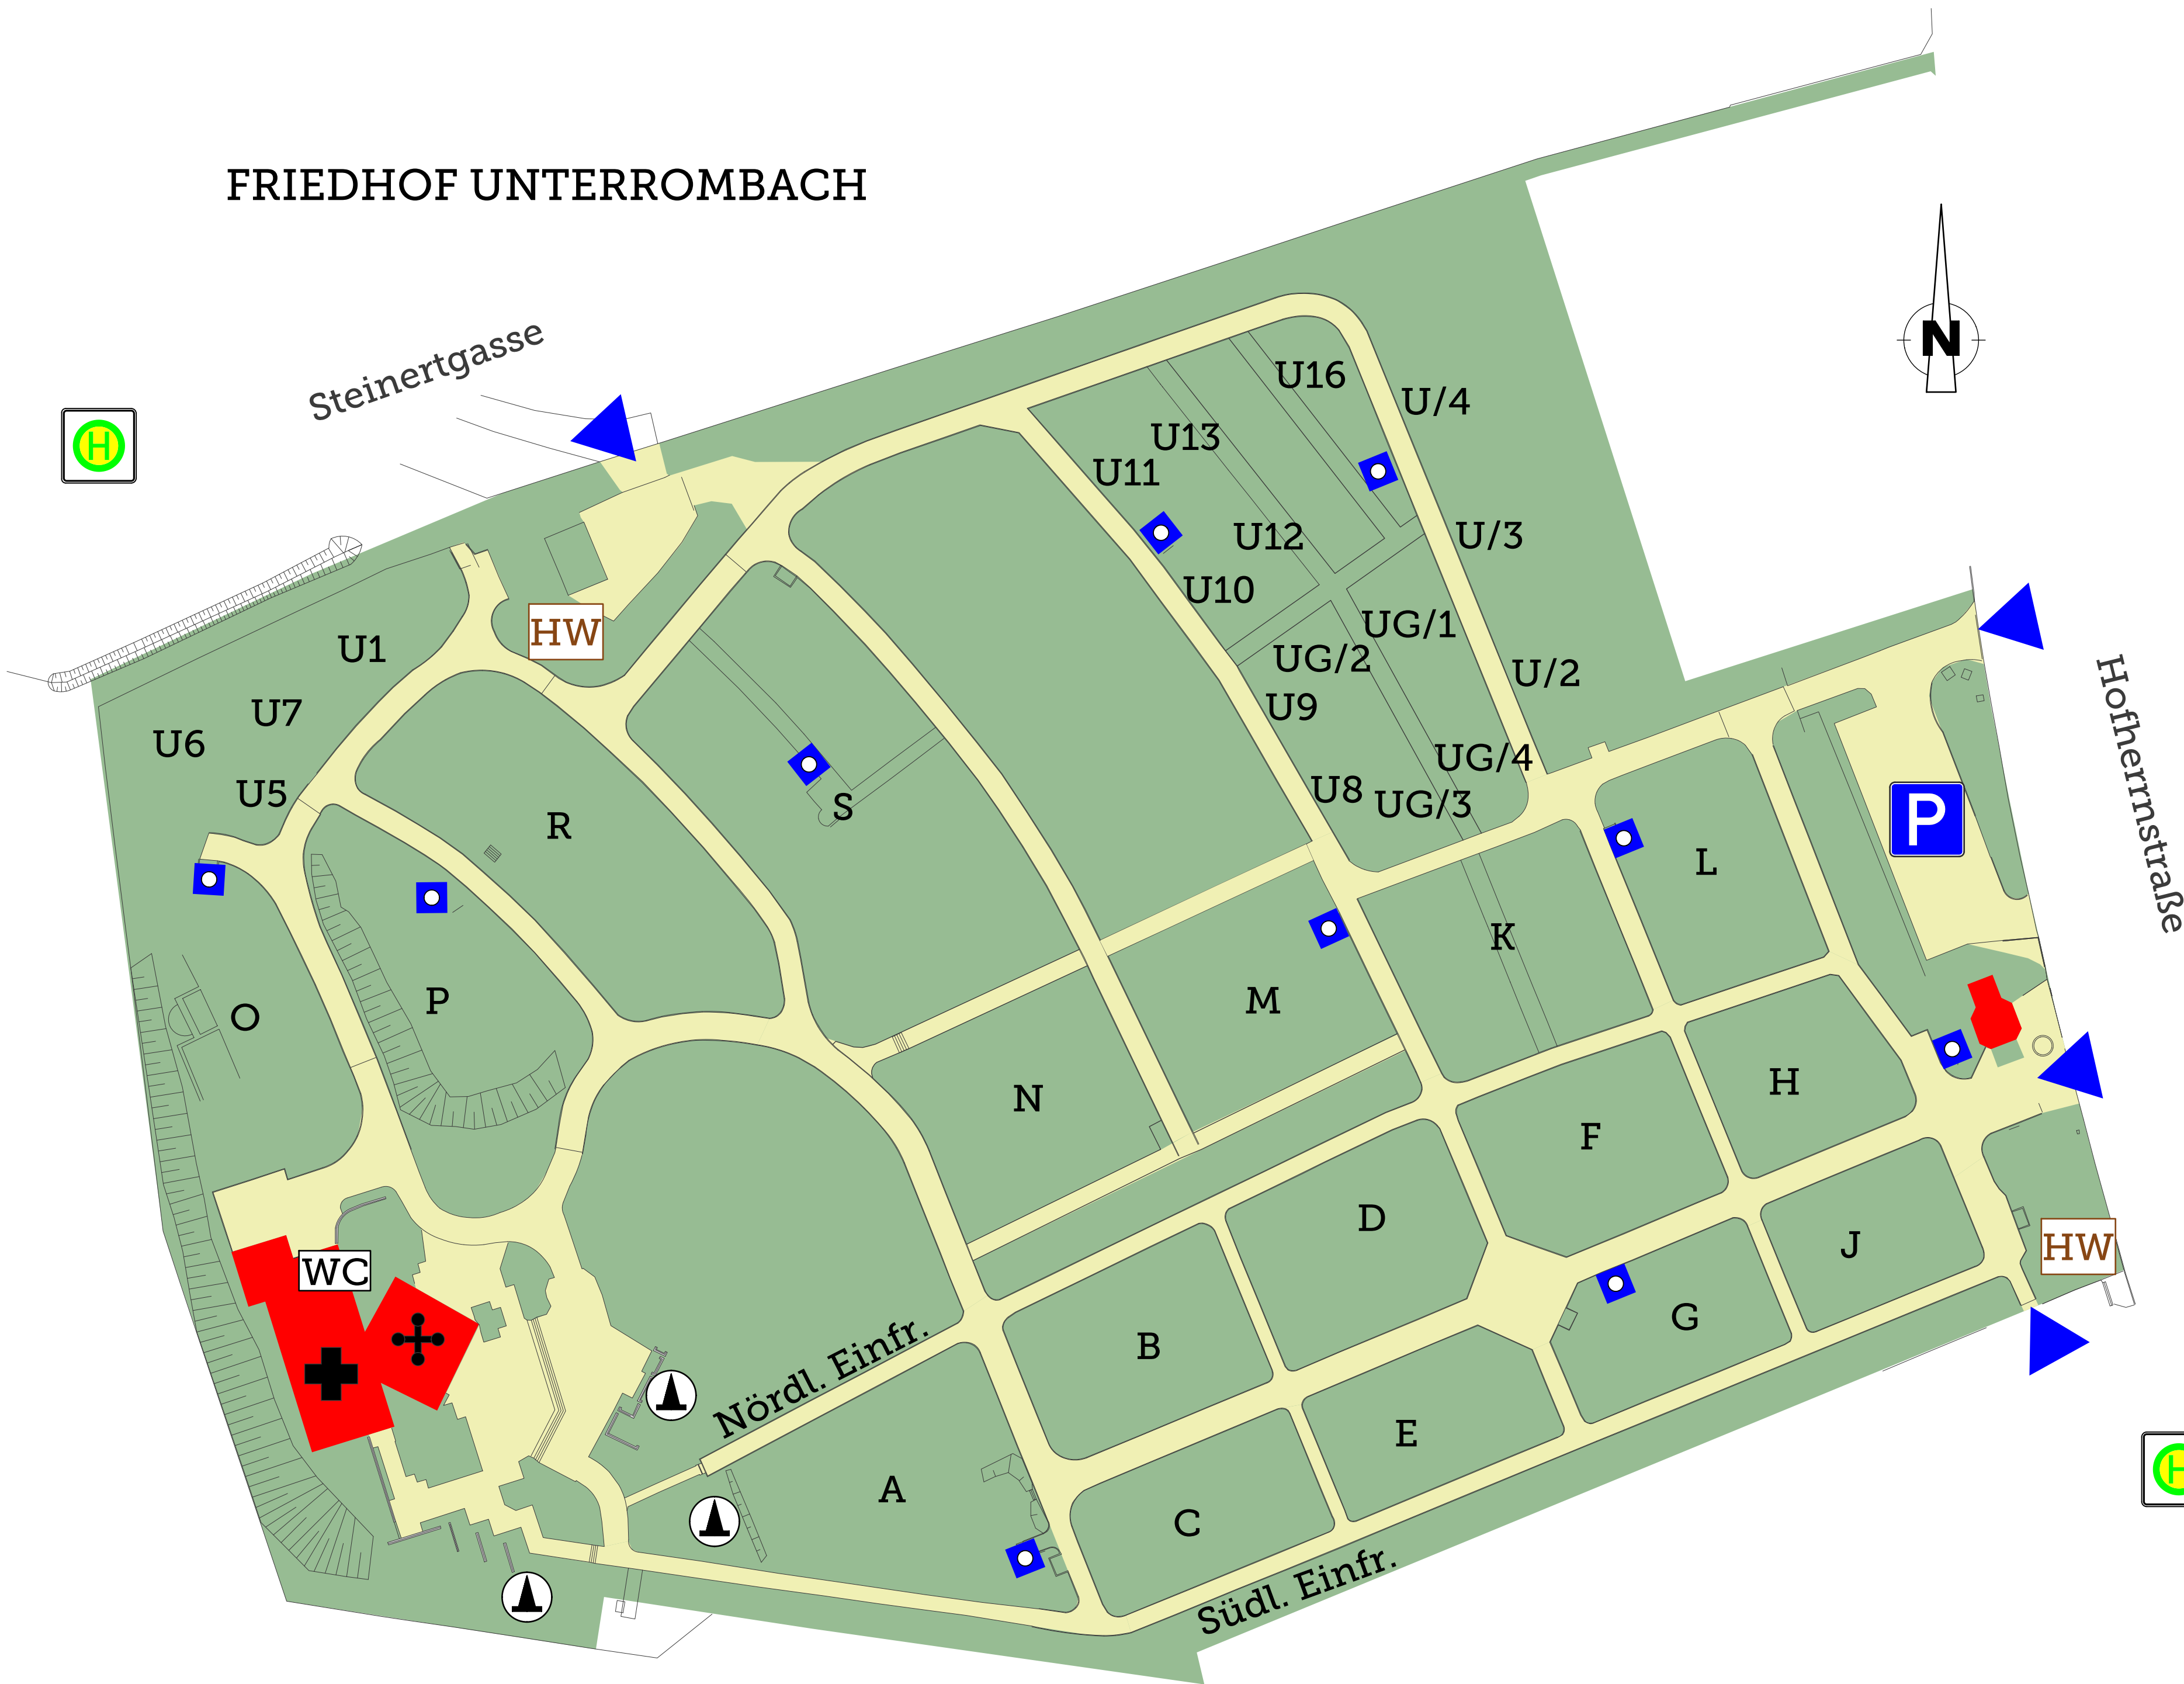 FRIEDHOF UNTERROMBACH
Steinertgasse
H
N
U16
U/4
U13
U11
U12
U/3
U10
HW
U1
UG/1
UG/2
U/2
U9
U7
U6
UG/4
U5
U8
UG/3
S
R
P
L
Hofherrnstraße
K
M
P
O
N
H
F
D
J
HW
WC
G
B
Nördl. Einfr.
E
A
C
H
Südl. Einfr.